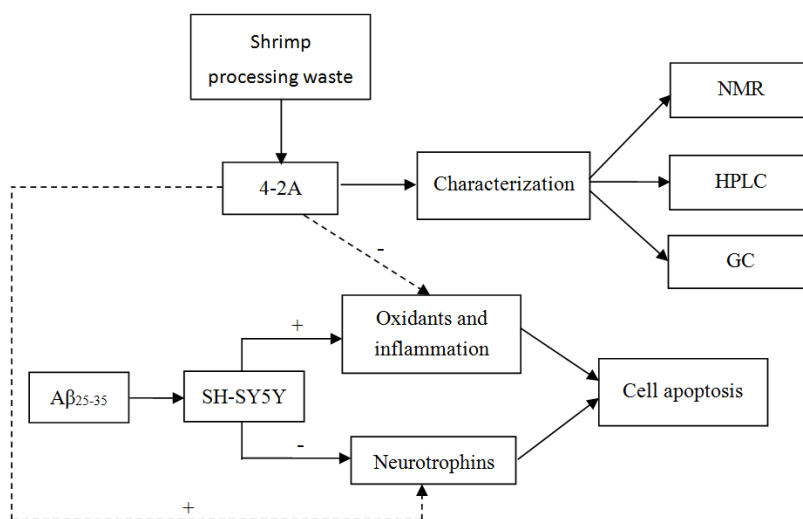 Shrimp
processing waste
NMR
4-2A
Characterization
HPLC
-
GC
+
Oxidants and
inflammation
Aβ25-35
SH-SY5Y
Cell apoptosis
-
Neurotrophins
+